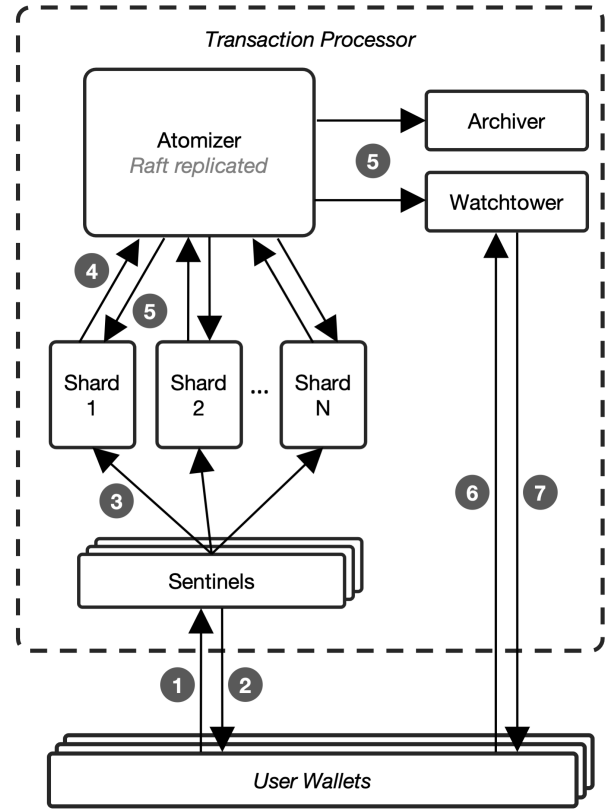 Transaction Processor
Atomizer
Raft replicated
Archiver
5
Watchtower
4
5
Shard
1
Shard
2
...
Shard
N
3
6
7
Sentinels
1
2
User Wallets